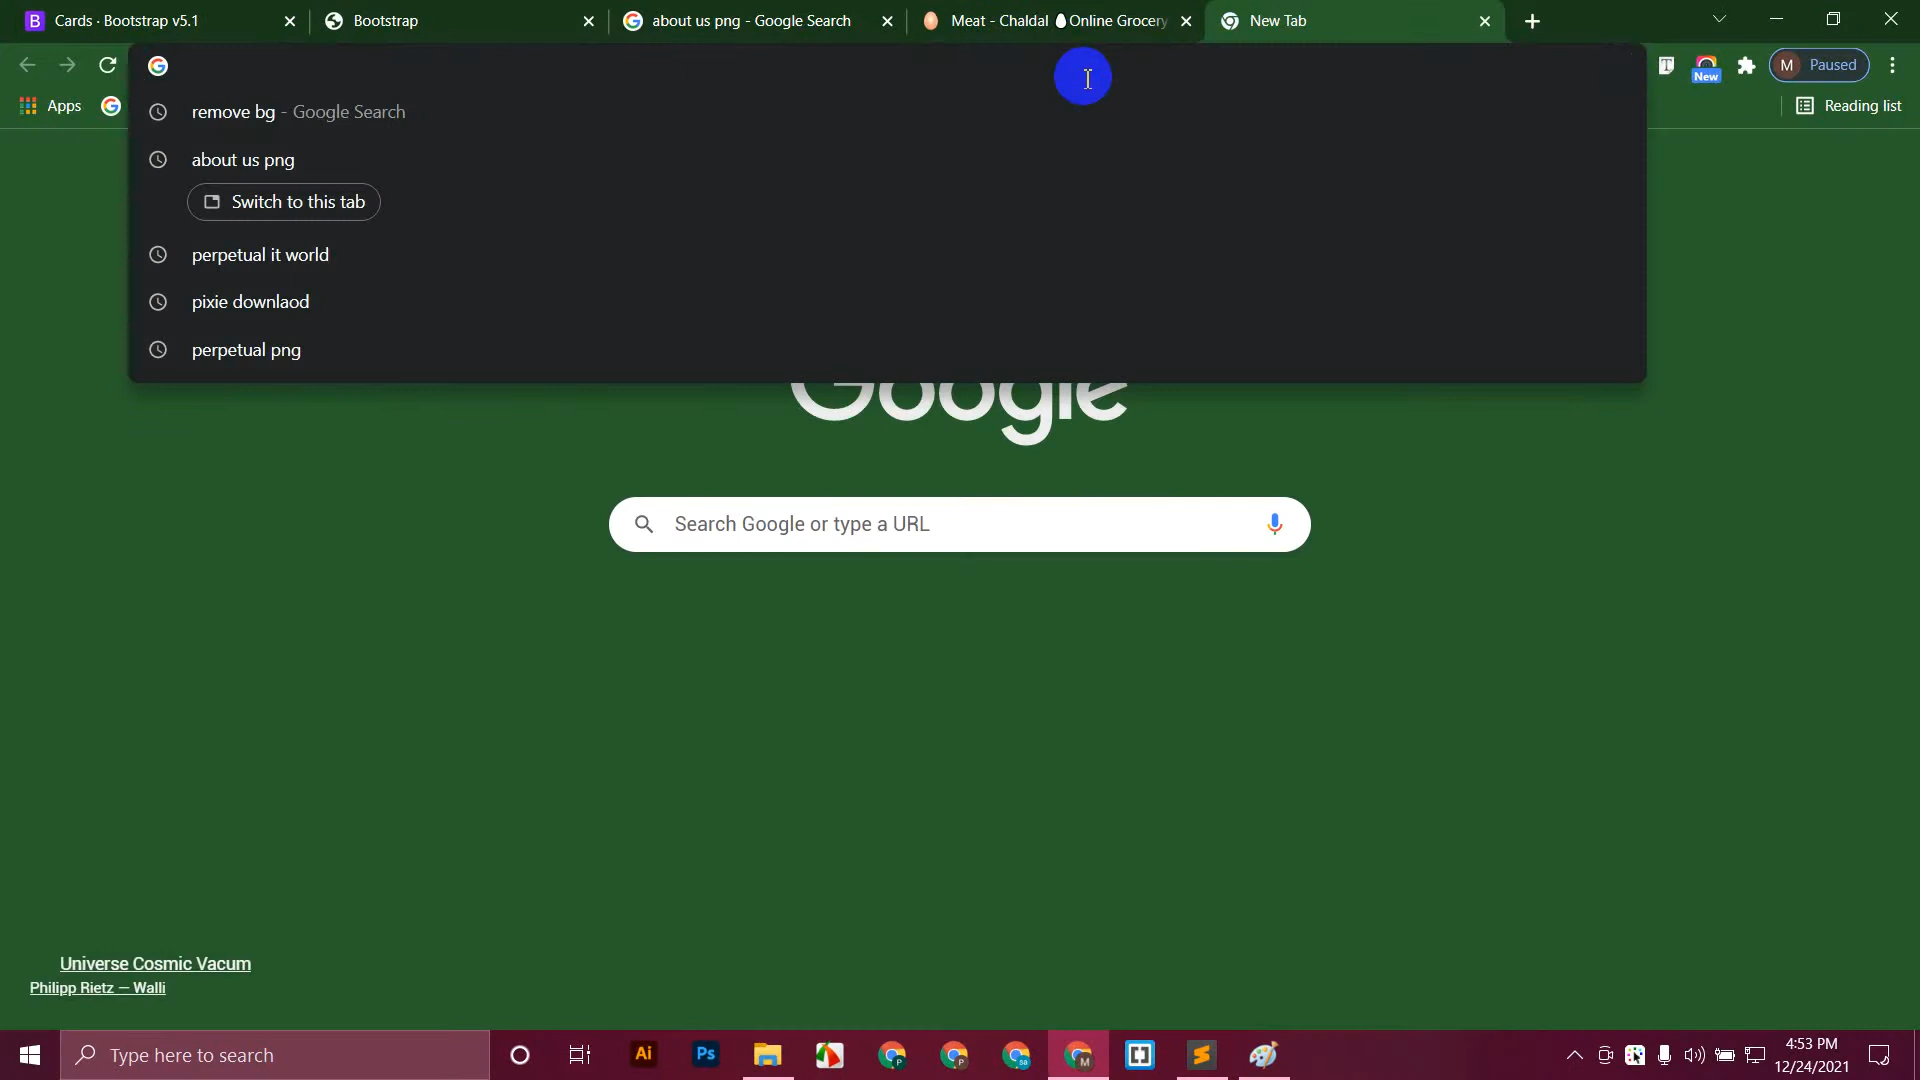 Cards · Bootstrap v5.1
Bootstrap
about us png - Google Search
Meat - Chaldal Online Grocery
New Tab
New
M Paused
Apps
Reading list
remove bg - Google Search
about us png
Switch to this tab
perpetual it world
pixie downlaod
perpetual png
Google
Search Google or type a URL
Universe Cosmic Vacum
Philipp Rietz — Walli
Type here to search
Ai
Ps
4:53 PM
12/24/2021